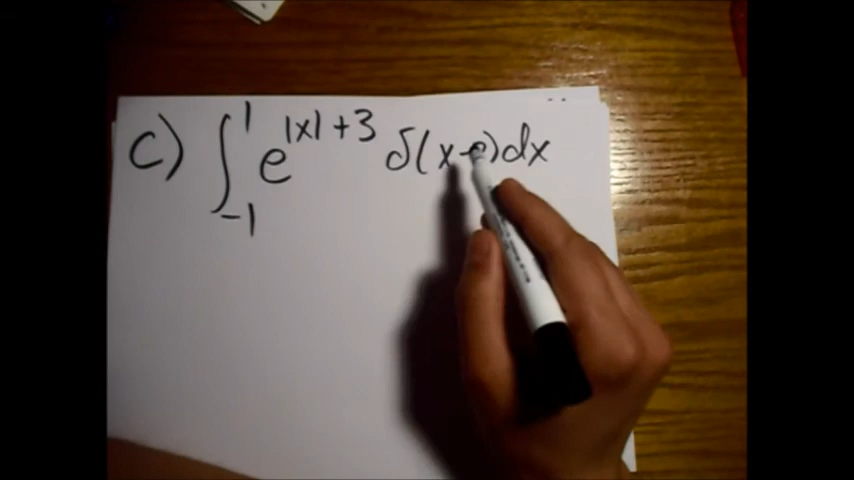 c) ∫₋₁¹ e^{|x|+3} δ(x-e)dx